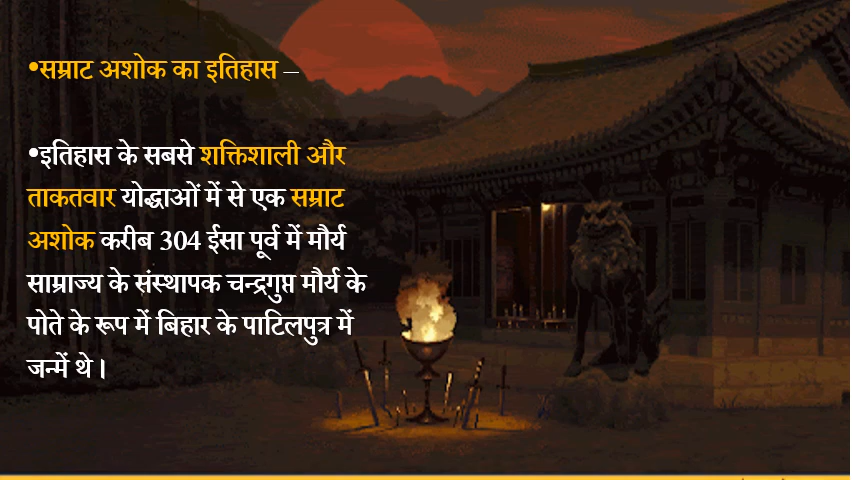 •सम्राट अशोक का इतिहास –
•इतिहास के सबसे शक्तिशाली और
ताकतवार योद्धाओं में से एक सम्राट
अशोक करीब 304 ईसा पूर्व में मौर्य
साम्राज्य के संस्थापक चन्द्रगुप्त मौर्य के
पोते के रूप में बिहार के पाटिलपुत्र में
जन्में थे।